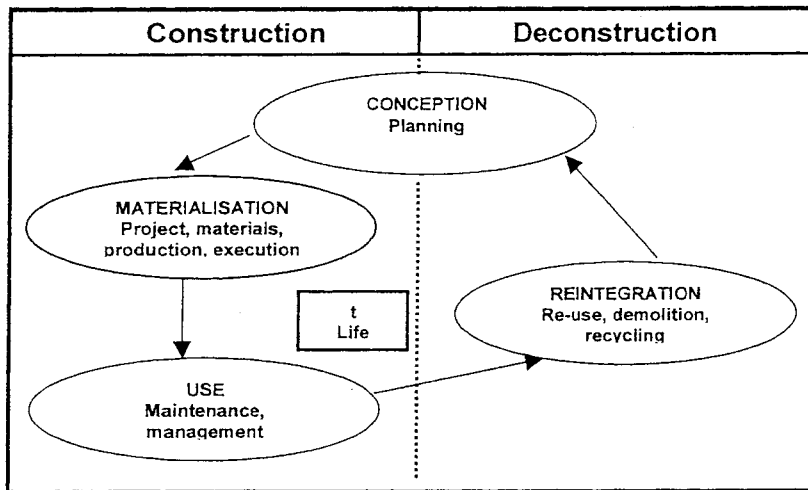 Construction
Deconstruction
CONCEPTION
Planning
MATERIALISATION
Project, materials,
production, execution
t
Life
REINTEGRATION
Re-use, demolition,
recycling
USE
Maintenance,
management